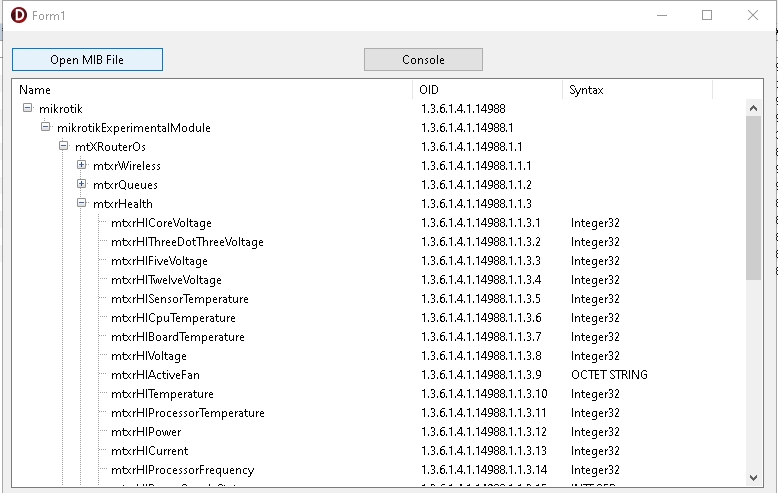 Form1
Open MIB File Console
Name OID Syntax
mikrotik 1.3.6.1.4.1.14988
mikrotikExperimentalModule 1.3.6.1.4.1.14988.1
mtXRouterOs 1.3.6.1.4.1.14988.1.1
mtxrWireless 1.3.6.1.4.1.14988.1.1.1
mtxrQueues 1.3.6.1.4.1.14988.1.1.2
mtxrHealth 1.3.6.1.4.1.14988.1.1.3
mtxrHlCoreVoltage 1.3.6.1.4.1.14988.1.1.3.1 Integer32
mtxrHlThreeDotThreeVoltage 1.3.6.1.4.1.14988.1.1.3.2 Integer32
mtxrHlFiveVoltage 1.3.6.1.4.1.14988.1.1.3.3 Integer32
mtxrHlTwelveVoltage 1.3.6.1.4.1.14988.1.1.3.4 Integer32
mtxrHlSensorTemperature 1.3.6.1.4.1.14988.1.1.3.5 Integer32
mtxrHlCpuTemperature 1.3.6.1.4.1.14988.1.1.3.6 Integer32
mtxrHlBoardTemperature 1.3.6.1.4.1.14988.1.1.3.7 Integer32
mtxrHlVoltage 1.3.6.1.4.1.14988.1.1.3.8 Integer32
mtxrHlActiveFan 1.3.6.1.4.1.14988.1.1.3.9 OCTET STRING
mtxrHlTemperature 1.3.6.1.4.1.14988.1.1.3.10 Integer32
mtxrHlProcessorTemperature 1.3.6.1.4.1.14988.1.1.3.11 Integer32
mtxrHlPower 1.3.6.1.4.1.14988.1.1.3.12 Integer32
mtxrHlCurrent 1.3.6.1.4.1.14988.1.1.3.13 Integer32
mtxrHlProcessorFrequency 1.3.6.1.4.1.14988.1.1.3.14 Integer32